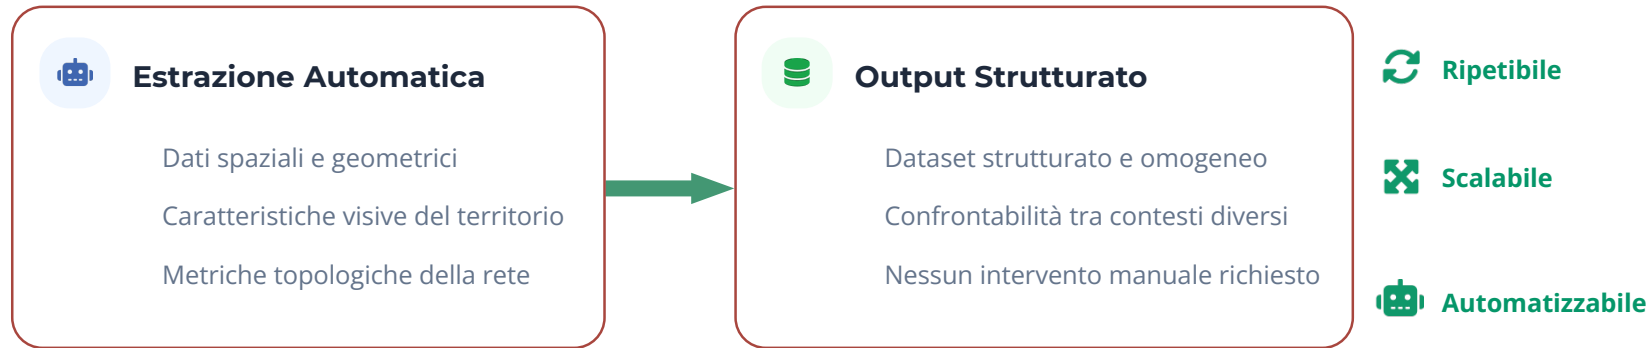 Estrazione Automatica
Dati spaziali e geometrici
Caratteristiche visive del territorio
Metriche topologiche della rete
Output Strutturato
Dataset strutturato e omogeneo
Confrontabilità tra contesti diversi
Nessun intervento manuale richiesto
Ripetibile
Scalabile
Automatizzabile